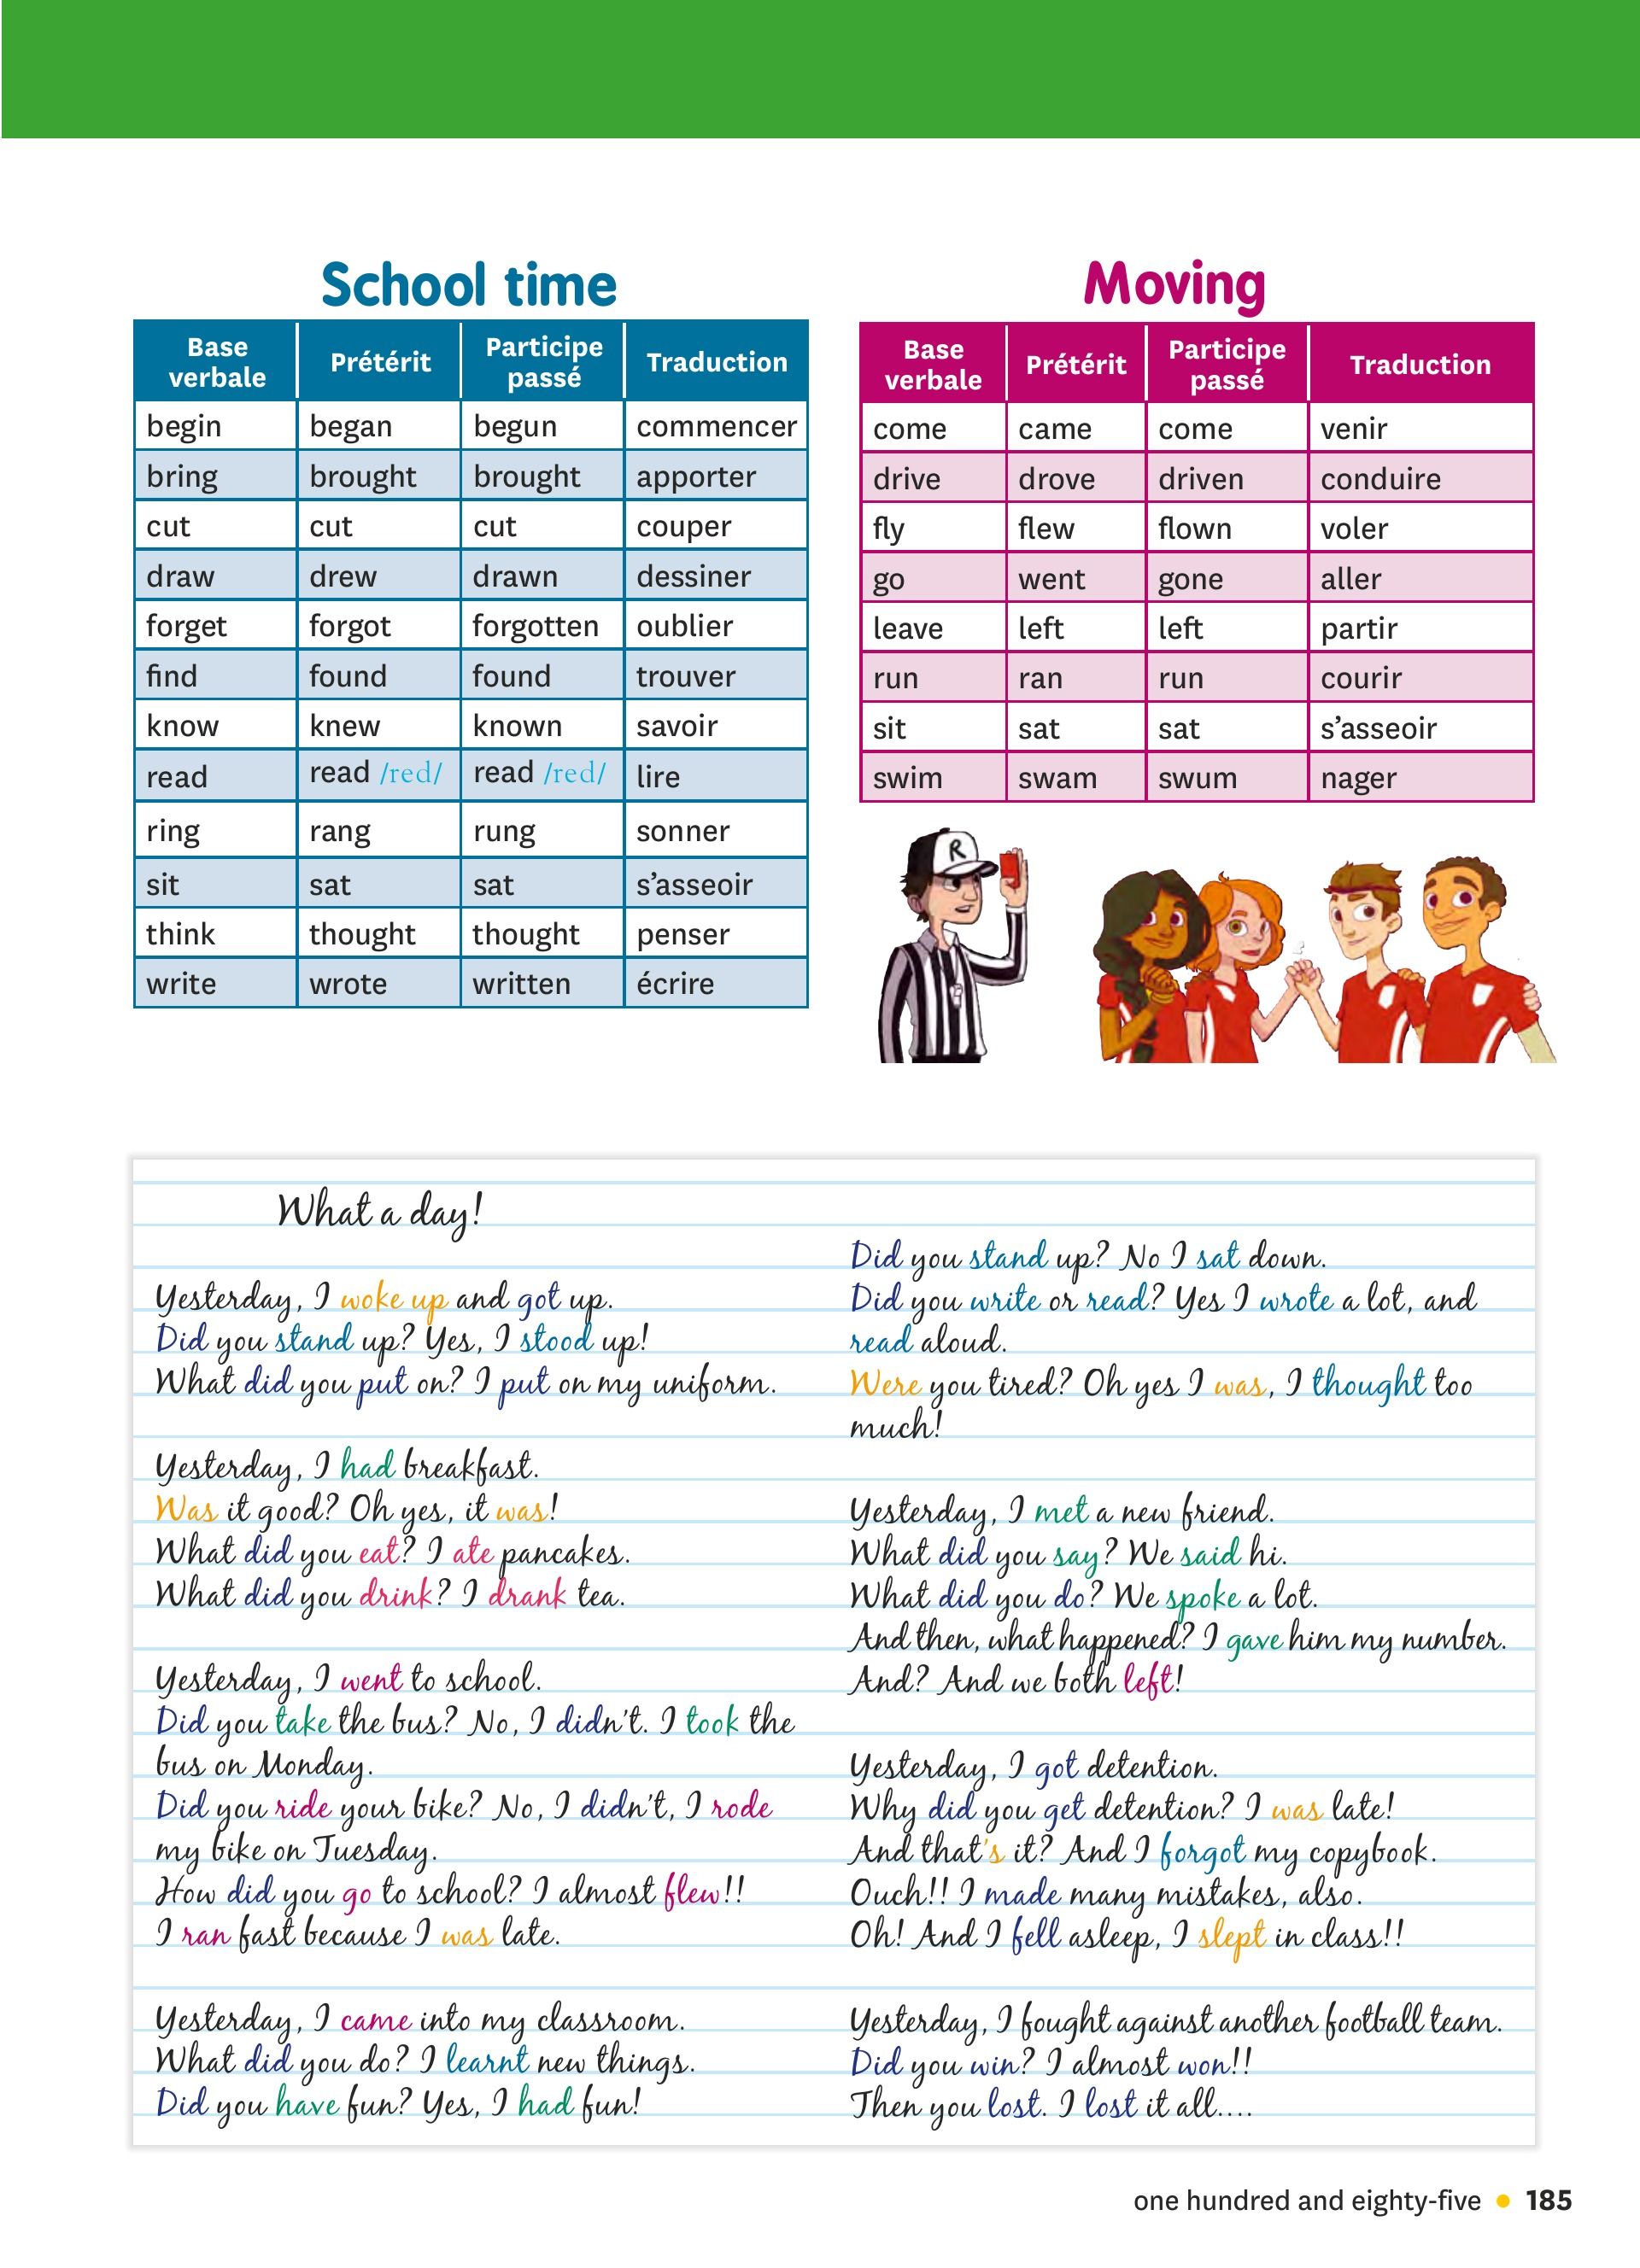 School time
Base verbale | Prétérit | Participe passé | Traduction
begin | began | begun | commencer
bring | brought | brought | apporter
cut | cut | cut | couper
draw | drew | drawn | dessiner
forget | forgot | forgotten | oublier
find | found | found | trouver
know | knew | known | savoir
read | read /red/ | read /red/ | lire
ring | rang | rung | sonner
sit | sat | sat | s’asseoir
think | thought | thought | penser
write | wrote | written | écrire
Moving
Base verbale | Prétérit | Participe passé | Traduction
come | came | come | venir
drive | drove | driven | conduire
fly | flew | flown | voler
go | went | gone | aller
leave | left | left | partir
run | ran | run | courir
sit | sat | sat | s’asseoir
swim | swam | swum | nager
R
What a day!
Yesterday, I woke up and got up.
Did you stand up? Yes, I stood up!
What did you put on? I put on my uniform.
Yesterday, I had breakfast.
Was it good? Oh yes, it was!
What did you eat? I ate pancakes.
What did you drink? I drank tea.
Yesterday, I went to school.
Did you take the bus? No, I didn't. I took the
bus on Monday.
Did you ride your bike? No, I didn't, I rode
my bike on Tuesday.
How did you go to school? I almost flew!!
I ran fast because I was late.
Yesterday, I came into my classroom.
What did you do? I learnt new things.
Did you have fun? Yes, I had fun!
Did you stand up? No I sat down.
Did you write or read? Yes I wrote a lot, and
read aloud.
Were you tired? Oh yes I was, I thought too
much!
Yesterday, I met a new friend.
What did you say? We said hi.
What did you do? We spoke a lot.
And then, what happened? I gave him my number.
And? And we both left!
Yesterday, I got detention.
Why did you get detention? I was late!
And that's it? And I forgot my copybook.
Ouch!! I made many mistakes, also.
Oh! And I fell asleep, I slept in class!!
Yesterday, I fought against another football team.
Did you win? I almost won!!
Then you lost. I lost it all....
one hundred and eighty-five • 185